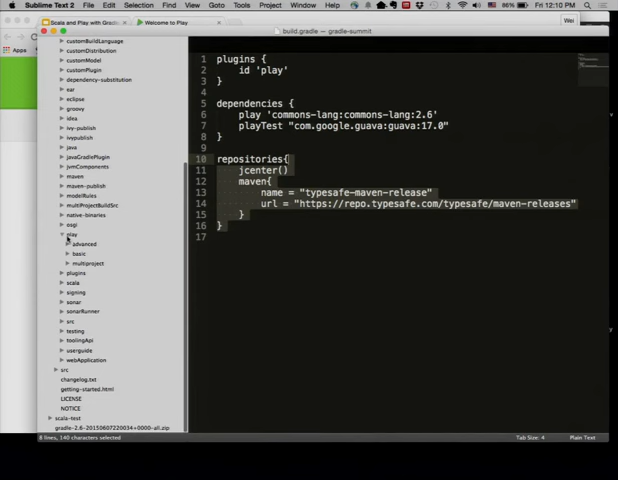 Sublime Text 2 File Edit Selection Find View Goto Tools Project Window Help 86% Fri 12:10 PM
Scala and Play with Gradle
Welcome to Play
Wei
Apps
build.gradle — gradle-summit
customBuildLanguage
customDistribution
customModel
customPlugin
dependency-substitution
ear
eclipse
groovy
idea
ivy-publish
ivypublish
java
javaGradlePlugin
jvmComponents
maven
maven-publish
modelRules
multiProjectBuildSrc
native-binaries
osgi
play
advanced
basic
multiproject
plugins
scala
signing
sonar
sonarRunner
src
testing
toolingApi
userguide
webApplication
src
changelog.txt
getting-started.html
LICENSE
NOTICE
scala-test
gradle-2.6-20150607220034+0000-all.zip
1 plugins {
2 id 'play'
3 }
4
5 dependencies {
6 play 'commons-lang:commons-lang:2.6'
7 playTest "com.google.guava:guava:17.0"
8 }
9
10 repositories{
11 jcenter()
12 maven{
13 name = "typesafe-maven-release"
14 url = "https://repo.typesafe.com/typesafe/maven-releases"
15 }
16 }
17
8 lines, 140 characters selected
Tab Size: 4
Plain Text